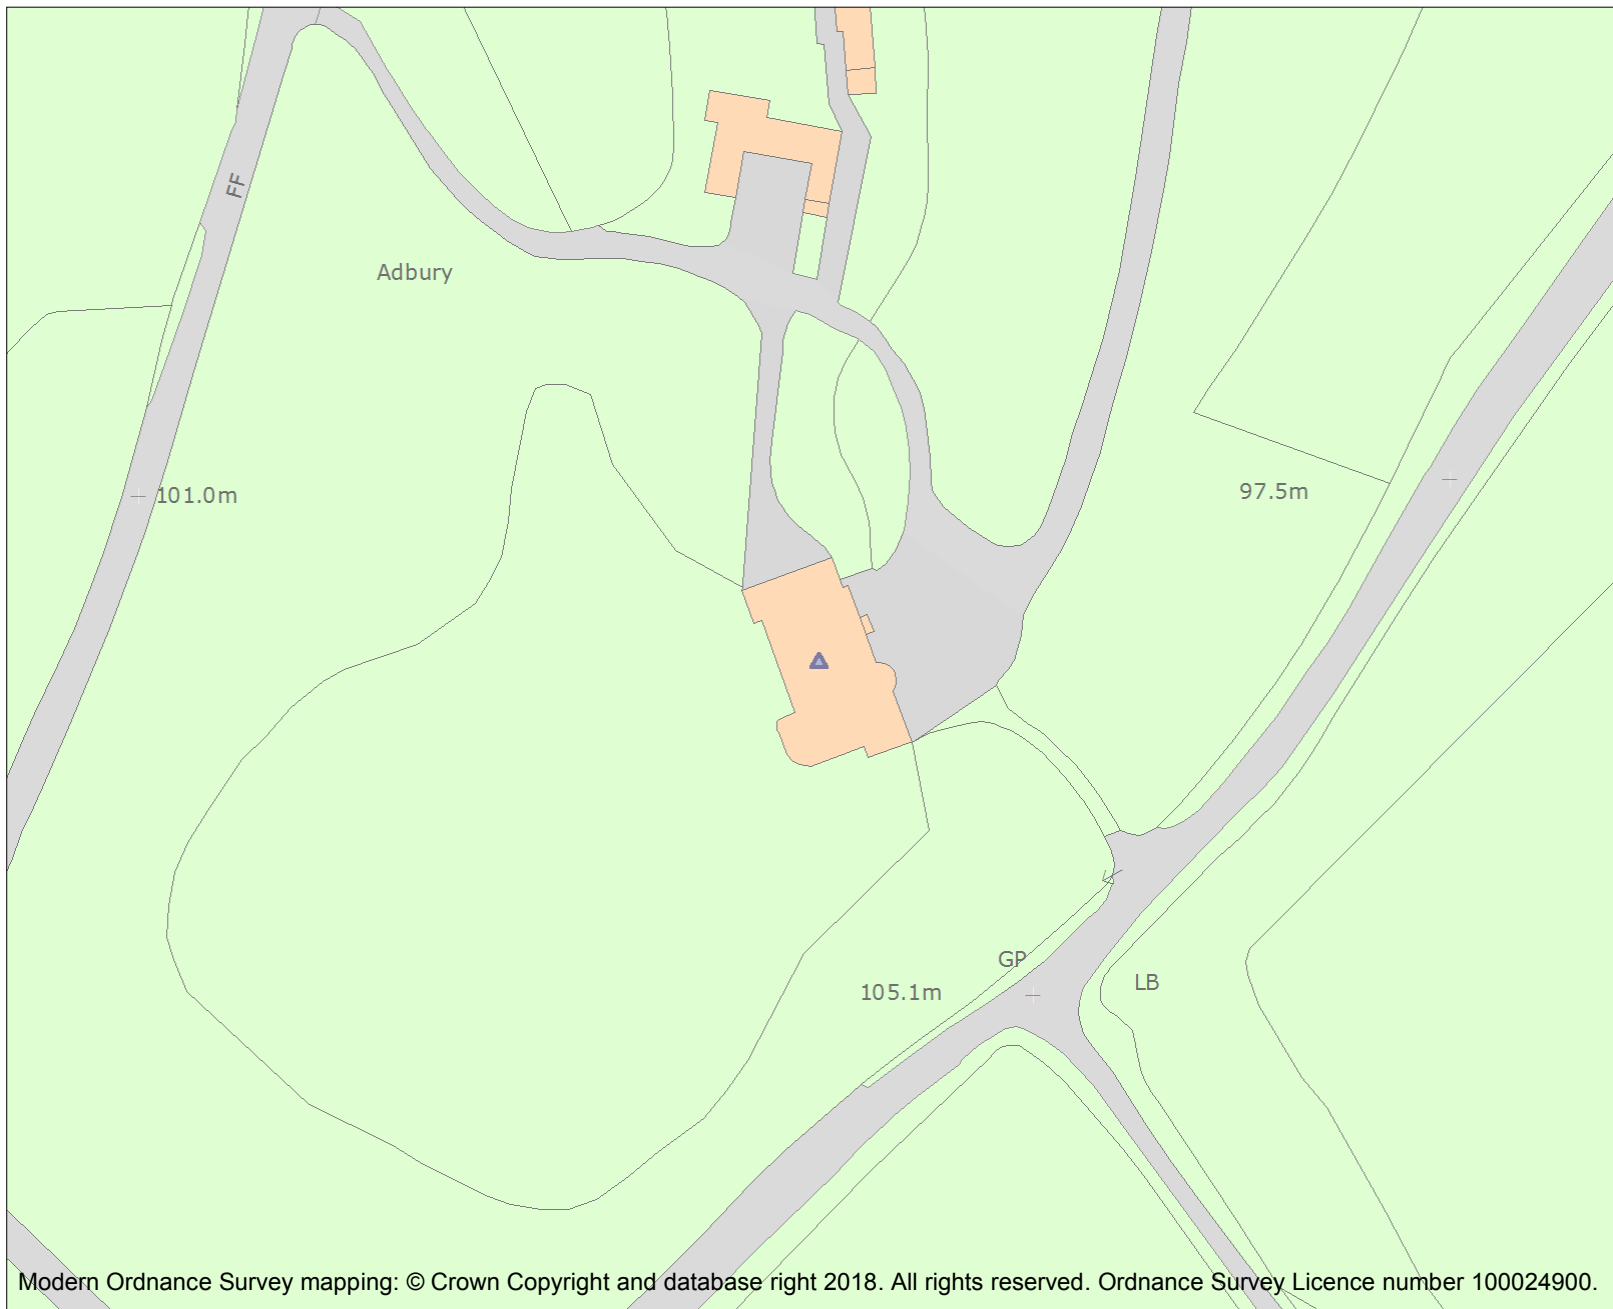 FF
Adbury
101.0m
97.5m
GP
LB
105.1m
Modern Ordnance Survey mapping: © Crown Copyright and database right 2018. All rights reserved. Ordnance Survey Licence number 100024900.